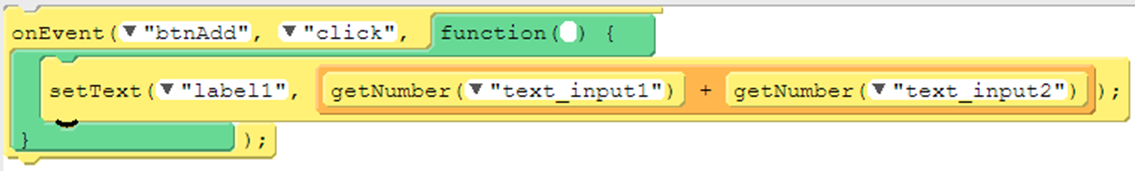 onEvent(▼"btnAdd", ▼"click", function( ) {
setText(▼"label1", getNumber(▼"text_input1") + getNumber(▼"text_input2"));
} );